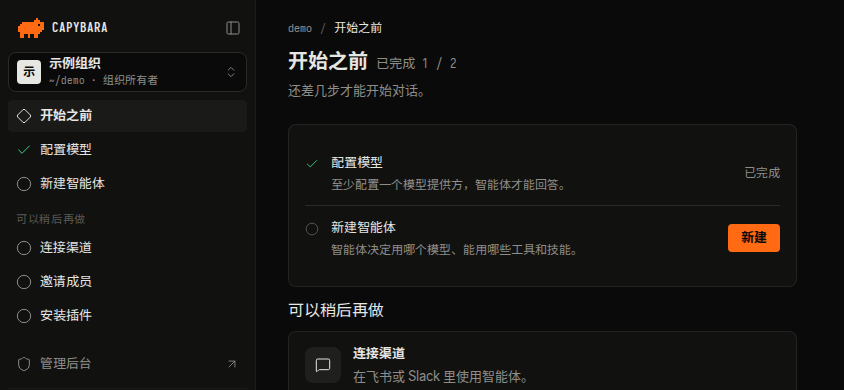 CAPYBARA
示
示例组织
~/demo · 组织所有者
开始之前
配置模型
新建智能体
可以稍后再做
连接渠道
邀请成员
安装插件
管理后台
demo / 开始之前
开始之前 已完成 1 / 2
还差几步才能开始对话。
配置模型
至少配置一个模型提供方，智能体才能回答。
已完成
新建智能体
智能体决定用哪个模型、能用哪些工具和技能。
新建
可以稍后再做
连接渠道
在飞书或 Slack 里使用智能体。